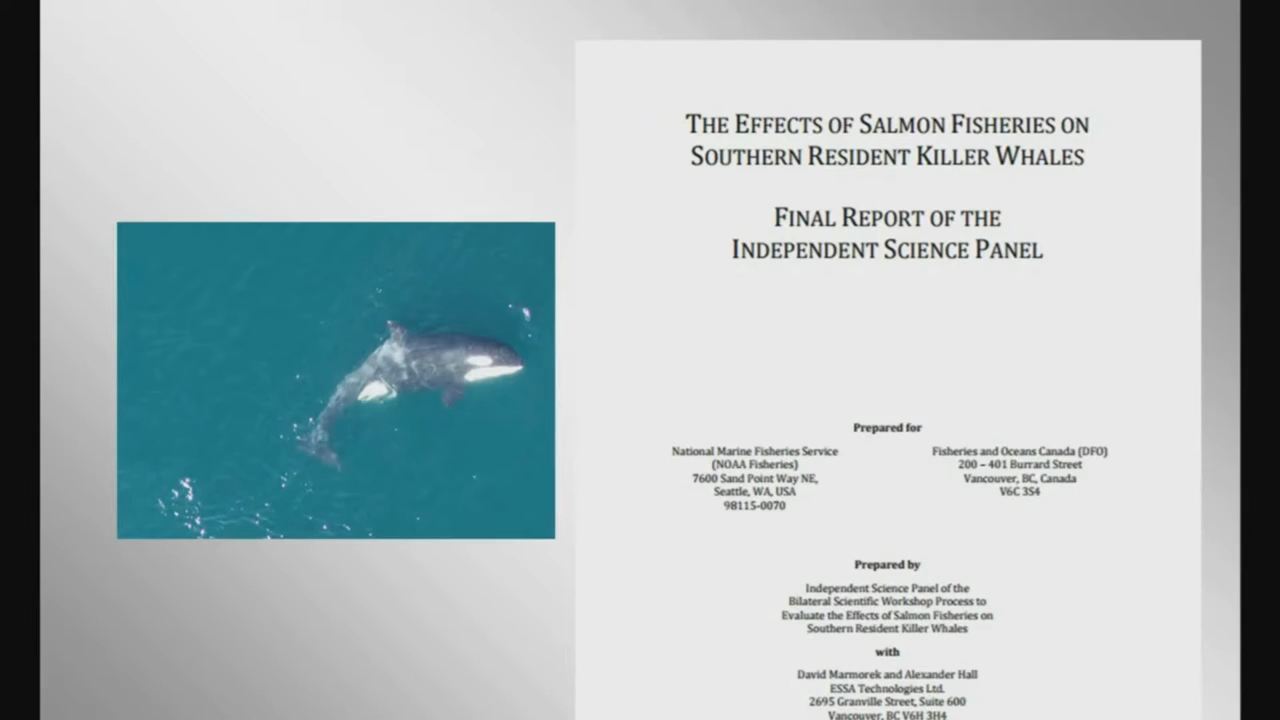 THE EFFECTS OF SALMON FISHERIES ON
SOUTHERN RESIDENT KILLER WHALES
FINAL REPORT OF THE
INDEPENDENT SCIENCE PANEL
Prepared for
National Marine Fisheries Service
(NOAA Fisheries)
7600 Sand Point Way NE,
Seattle, WA, USA
98115-0070
Fisheries and Oceans Canada (DFO)
200 – 401 Burrard Street
Vancouver, BC, Canada
V6C 3S4
Prepared by
Independent Science Panel of the
Bilateral Scientific Workshop Process to
Evaluate the Effects of Salmon Fisheries on
Southern Resident Killer Whales
with
David Marmorek and Alexander Hall
ESSA Technologies Ltd.
2695 Granville Street, Suite 600
Vancouver, BC V6H 3H4